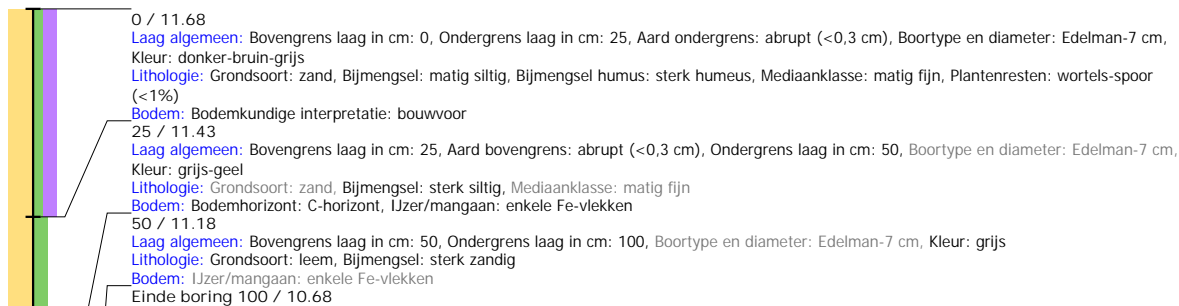 0 / 11.68
Laag algemeen: Bovengrens laag in cm: 0, Ondergrens laag in cm: 25, Aard ondergrens: abrupt (<0,3 cm), Boortype en diameter: Edelman-7 cm,
Kleur: donker-bruin-grijs
Lithologie: Grondsoort: zand, Bijmengsel: matig siltig, Bijmengsel humus: sterk humeus, Mediaanklasse: matig fijn, Plantenresten: wortels-spoor
(<1%)
Bodem: Bodemkundige interpretatie: bouwvoor
25 / 11.43
Laag algemeen: Bovengrens laag in cm: 25, Aard bovengrens: abrupt (<0,3 cm), Ondergrens laag in cm: 50, Boortype en diameter: Edelman-7 cm,
Kleur: grijs-geel
Lithologie: Grondsoort: zand, Bijmengsel: sterk siltig, Mediaanklasse: matig fijn
Bodem: Bodemhorizont: C-horizont, IJzer/mangaan: enkele Fe-vlekken
50 / 11.18
Laag algemeen: Bovengrens laag in cm: 50, Ondergrens laag in cm: 100, Boortype en diameter: Edelman-7 cm, Kleur: grijs
Lithologie: Grondsoort: leem, Bijmengsel: sterk zandig
Bodem: IJzer/mangaan: enkele Fe-vlekken
Einde boring 100 / 10.68